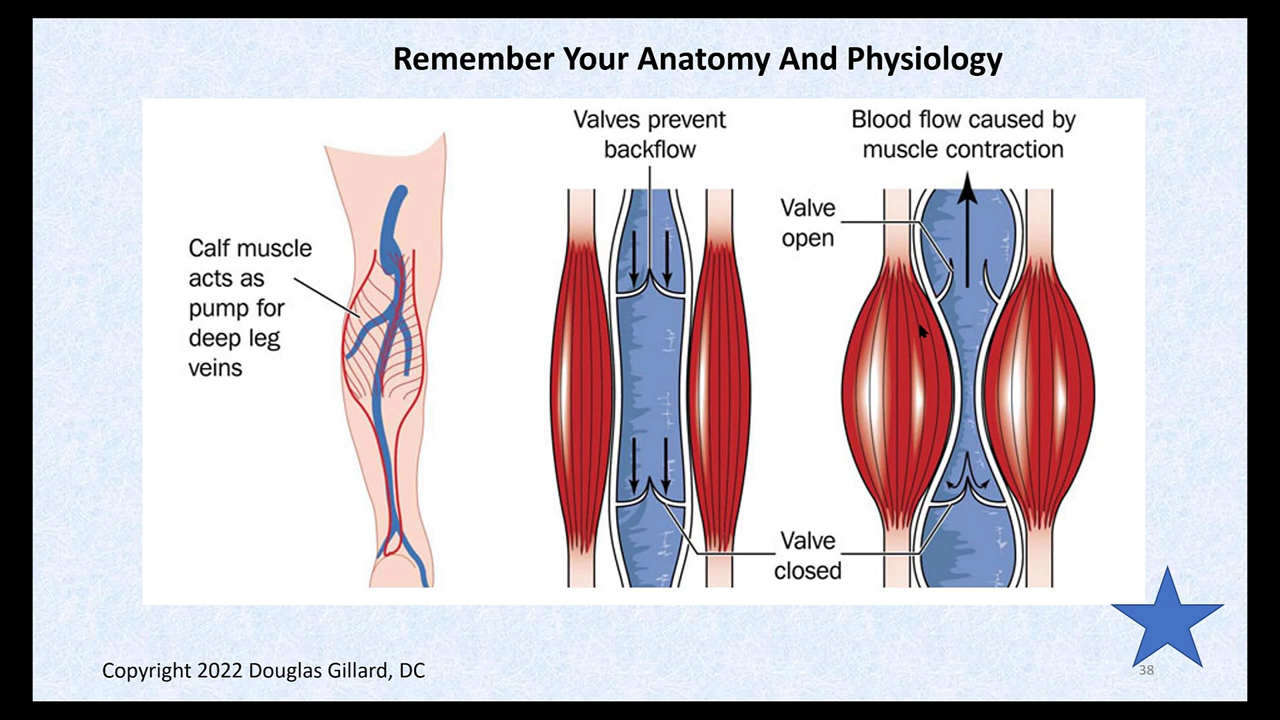 Remember Your Anatomy And Physiology
Calf muscle
acts as
pump for
deep leg
veins
Valves prevent
backflow
Blood flow caused by
muscle contraction
Valve
open
Valve
closed
Copyright 2022 Douglas Gillard, DC
38